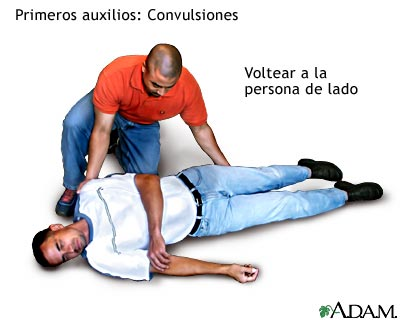 Primeros auxilios: Convulsiones
Voltear a la
persona de lado
A.D.A.M.